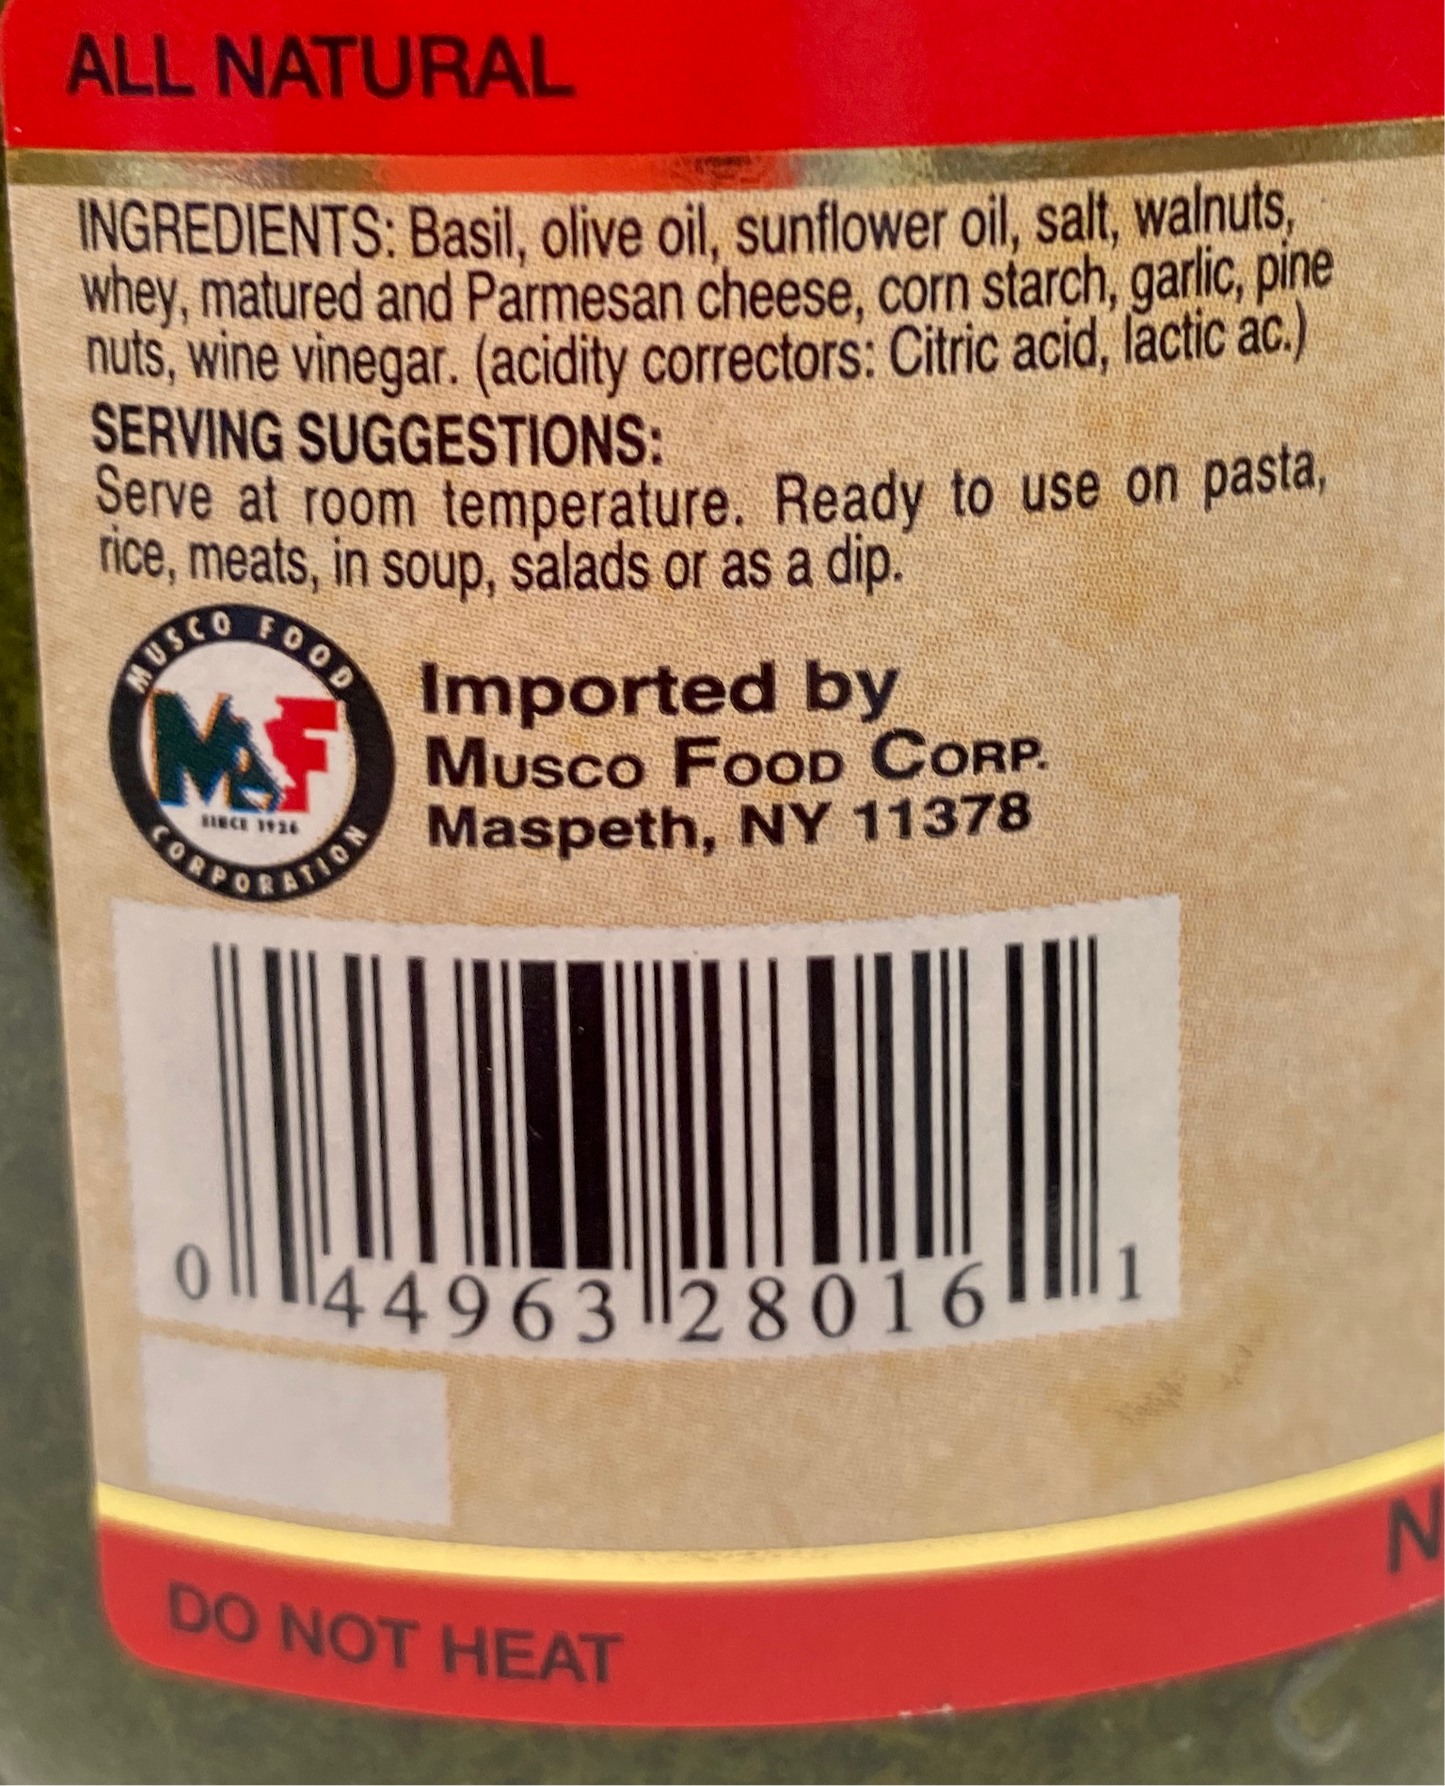 ALL NATURAL
INGREDIENTS: Basil, olive oil, sunflower oil, salt, walnuts,
whey, matured and Parmesan cheese, corn starch, garlic, pine
nuts, wine vinegar. (acidity correctors: Citric acid, lactic ac.)
SERVING SUGGESTIONS:
Serve at room temperature. Ready to use on pasta,
rice, meats, in soup, salads or as a dip.
MUSCO FOOD
MF
SINCE 1926
CORPORATION
Imported by
MUSCO FOOD CORP.
Maspeth, NY 11378
0 44963 28016 1
DO NOT HEAT